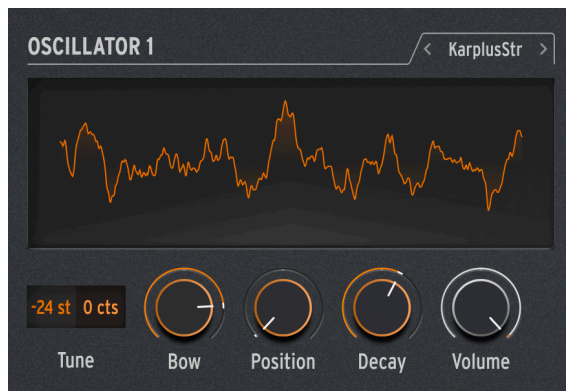 OSCILLATOR 1
< KarplusStr >
-24 st 0 cts
Tune Bow Position Decay Volume